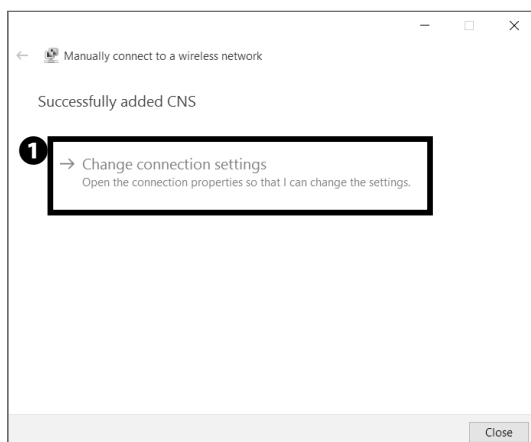 Manually connect to a wireless network
Successfully added CNS
1
→ Change connection settings
Open the connection properties so that I can change the settings.
Close